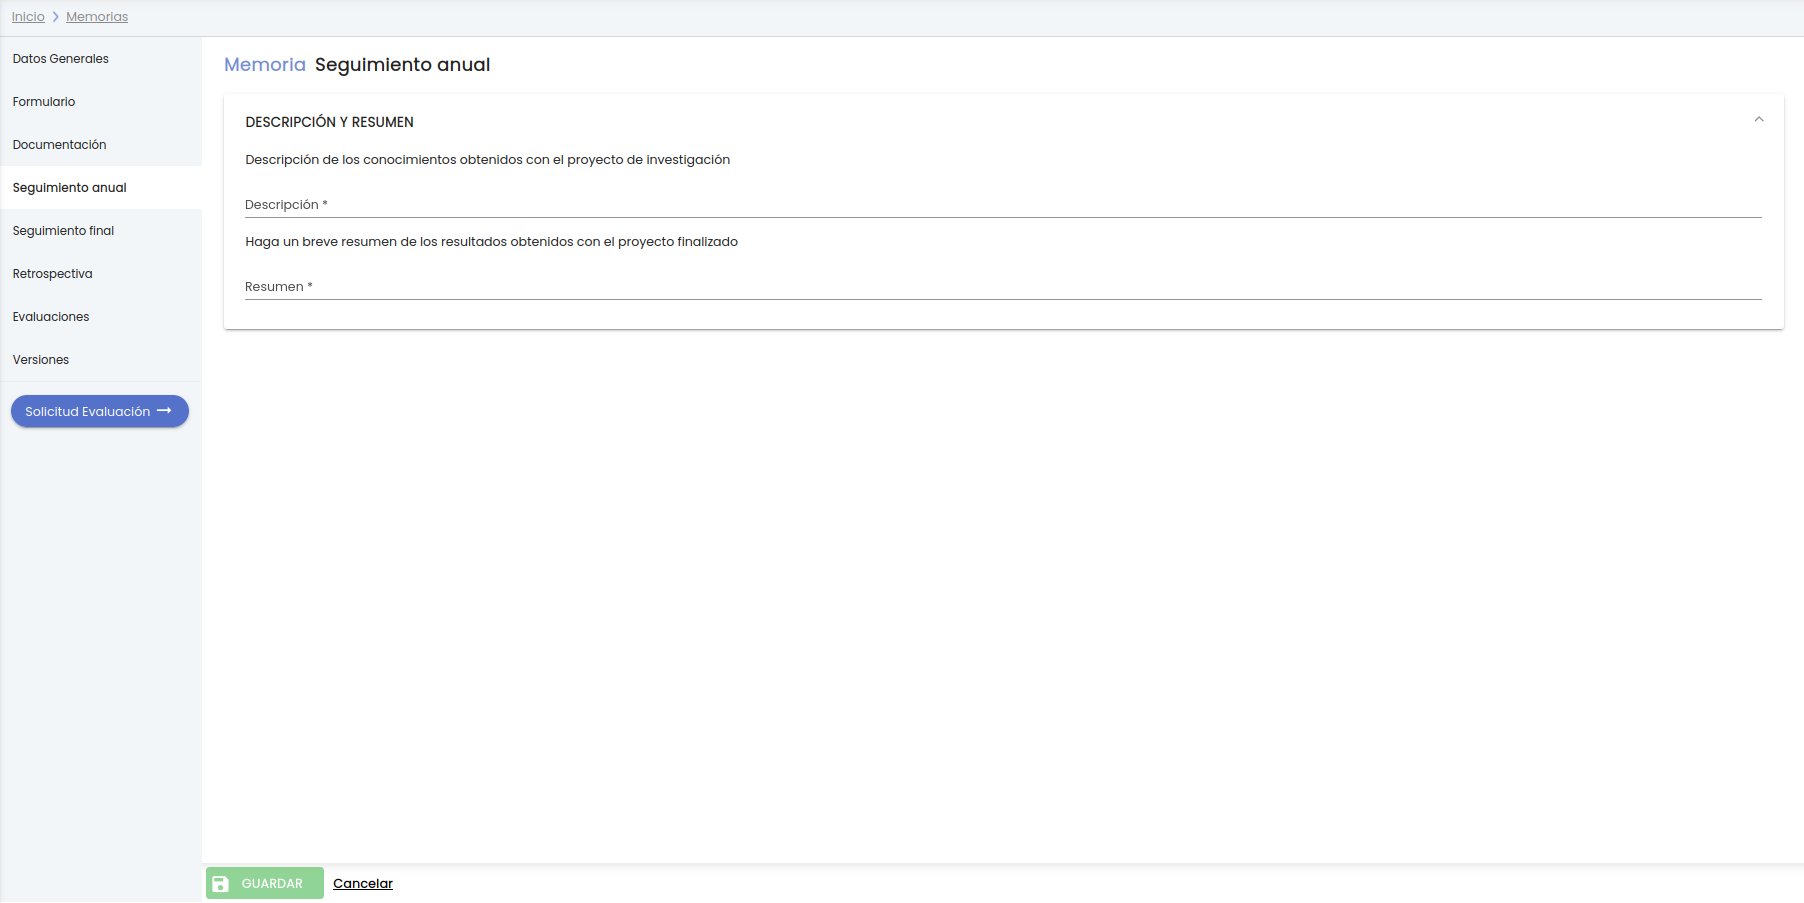 Inicio Memorias
Datos Generales
Formulario
Documentación
Seguimiento anual
Seguimiento final
Retrospectiva
Evaluaciones
Versiones
Solicitud Evaluación
Memoria Seguimiento anual
DESCRIPCIÓN Y RESUMEN
Descripción de los conocimientos obtenidos con el proyecto de investigación
Descripción *
Haga un breve resumen de los resultados obtenidos con el proyecto finalizado
Resumen *
GUARDAR Cancelar